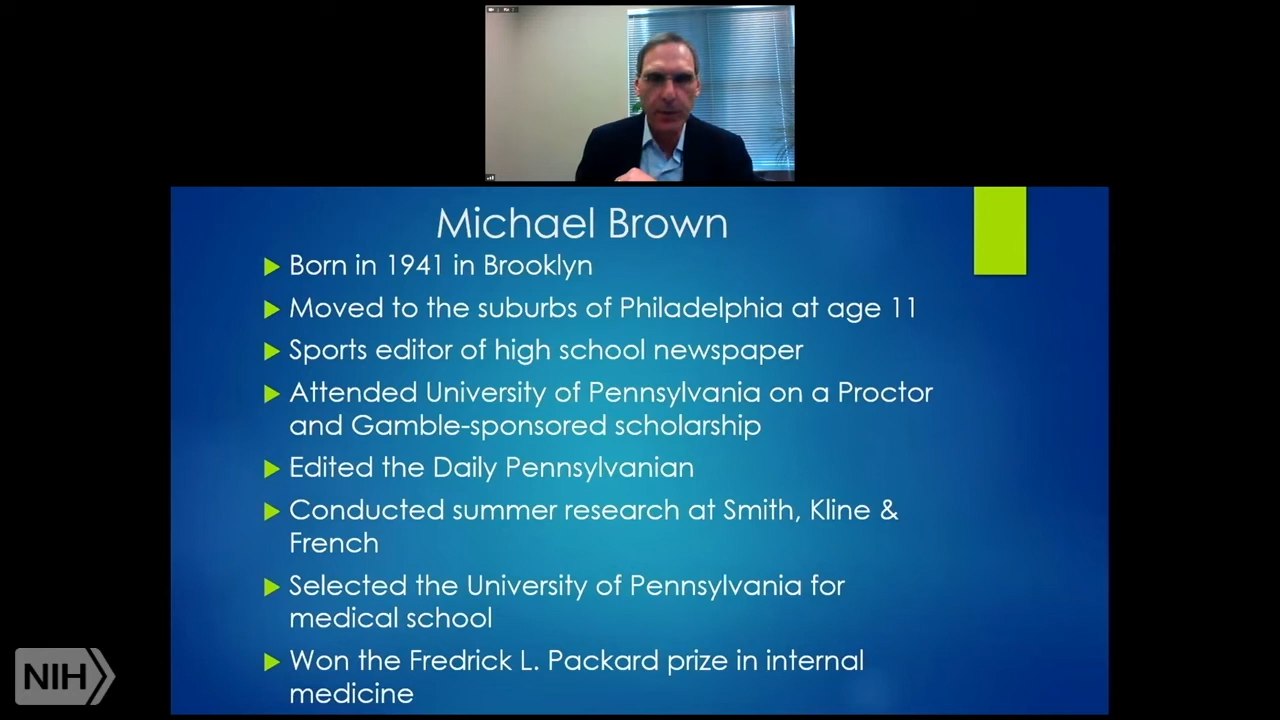 Michael Brown
Born in 1941 in Brooklyn
Moved to the suburbs of Philadelphia at age 11
Sports editor of high school newspaper
Attended University of Pennsylvania on a Proctor
and Gamble-sponsored scholarship
Edited the Daily Pennsylvanian
Conducted summer research at Smith, Kline &
French
Selected the University of Pennsylvania for
medical school
Won the Fredrick L. Packard prize in internal
medicine
NIH